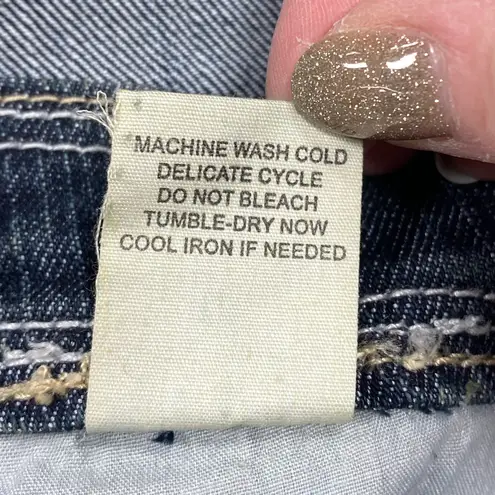 MACHINE WASH COLD
DELICATE CYCLE
DO NOT BLEACH
TUMBLE-DRY NOW
COOL IRON IF NEEDED